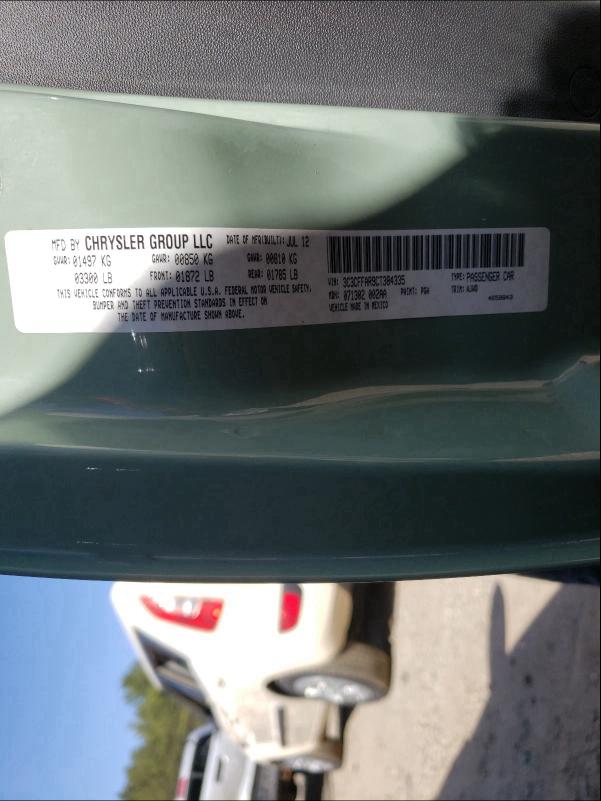 MFD BY CHRYSLER GROUP LLC DATE OF MFR(BUILT): JUL 12
GVWR: 01497 KG GAWR: 00850 KG GAWR: 00810 KG
03300 LB FRONT: 01872 LB REAR: 01785 LB
THIS VEHICLE CONFORMS TO ALL APPLICABLE U.S.A. FEDERAL MOTOR VEHICLE SAFETY,
BUMPER AND THEFT PREVENTION STANDARDS IN EFFECT ON
THE DATE OF MANUFACTURE SHOWN ABOVE.
VIN: 3C3CFFAR9CT384335 TYPE: PASSENGER CAR
MDH: 071302 002AA PAINT: PGA TRIM: 
VEHICLE MADE IN MEXICO